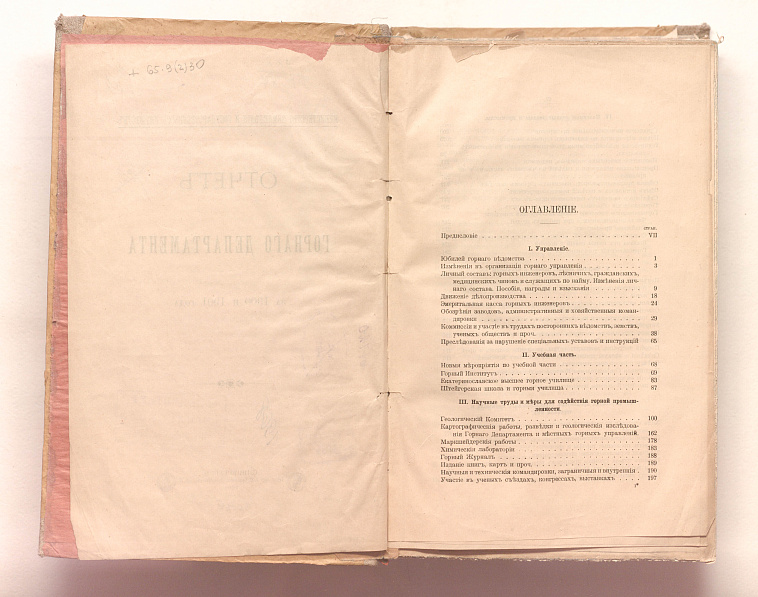 + 65.9(2)30
ОГЛАВЛЕНІЕ.
СТРАН.
Предисловіе . . . VII
I. Управленіе.
Юбилей горнаго вѣдомства . . . 1
Измѣненія въ организаціи горнаго управленія . . . 3
Личный составъ: горныхъ инженеровъ, лѣсничихъ, гражданскихъ,
медицинскихъ чиновъ и служащихъ по найму. Измѣненія лич-
наго состава. Пособія, награды и взысканія . . . 9
Движеніе дѣлопроизводства . . . 18
Эмеритальная касса горныхъ инженеровъ . . . 24
Обозрѣнія заводовъ, административныя и хозяйственныя коман-
дировки . . . 29
Коммиссіи и участіе въ трудахъ постороннихъ вѣдомствъ, земствъ,
ученыхъ обществъ и проч. . . . 38
Преслѣдованія за нарушеніе спеціальныхъ уставовъ и инструкцій 65
II. Учебная часть.
Новыя мѣропріятія по учебной части . . . 68
Горный Институтъ . . . 69
Екатеринославское высшее горное училище . . . 83
Штейгерская школа и горныя училища . . . 87
III. Научные труды и мѣры для содѣйствія горной промыш-
ленности.
Геологическій Комитетъ . . . 100
Картографическія работы, развѣдки и геологическія изслѣдова-
нія Горнаго Департамента и мѣстныхъ горныхъ управленій. 162
Маркшейдерскія работы . . . 178
Химическія лабораторіи . . . 183
Горный Журналъ . . . 188
Изданіе книгъ, картъ и проч. . . . 189
Научныя и техническія командировки, заграничныя и внутреннія . 190
Участіе въ ученыхъ съѣздахъ, конгрессахъ, выставкахъ . . . 197